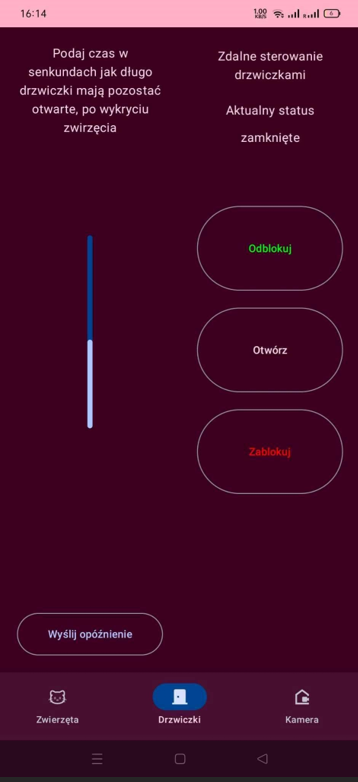 16:14
1.00
KB/S
6
Podaj czas w
senkundach jak długo
drzwiczki mają pozostać
otwarte, po wykryciu
zwirzęcia
Zdalne sterowanie
drzwiczkami
Aktualny status
zamknięte
Odblokuj
Otwórz
Zablokuj
Wyślij opóźnienie
Zwierzęta
Drzwiczki
Kamera